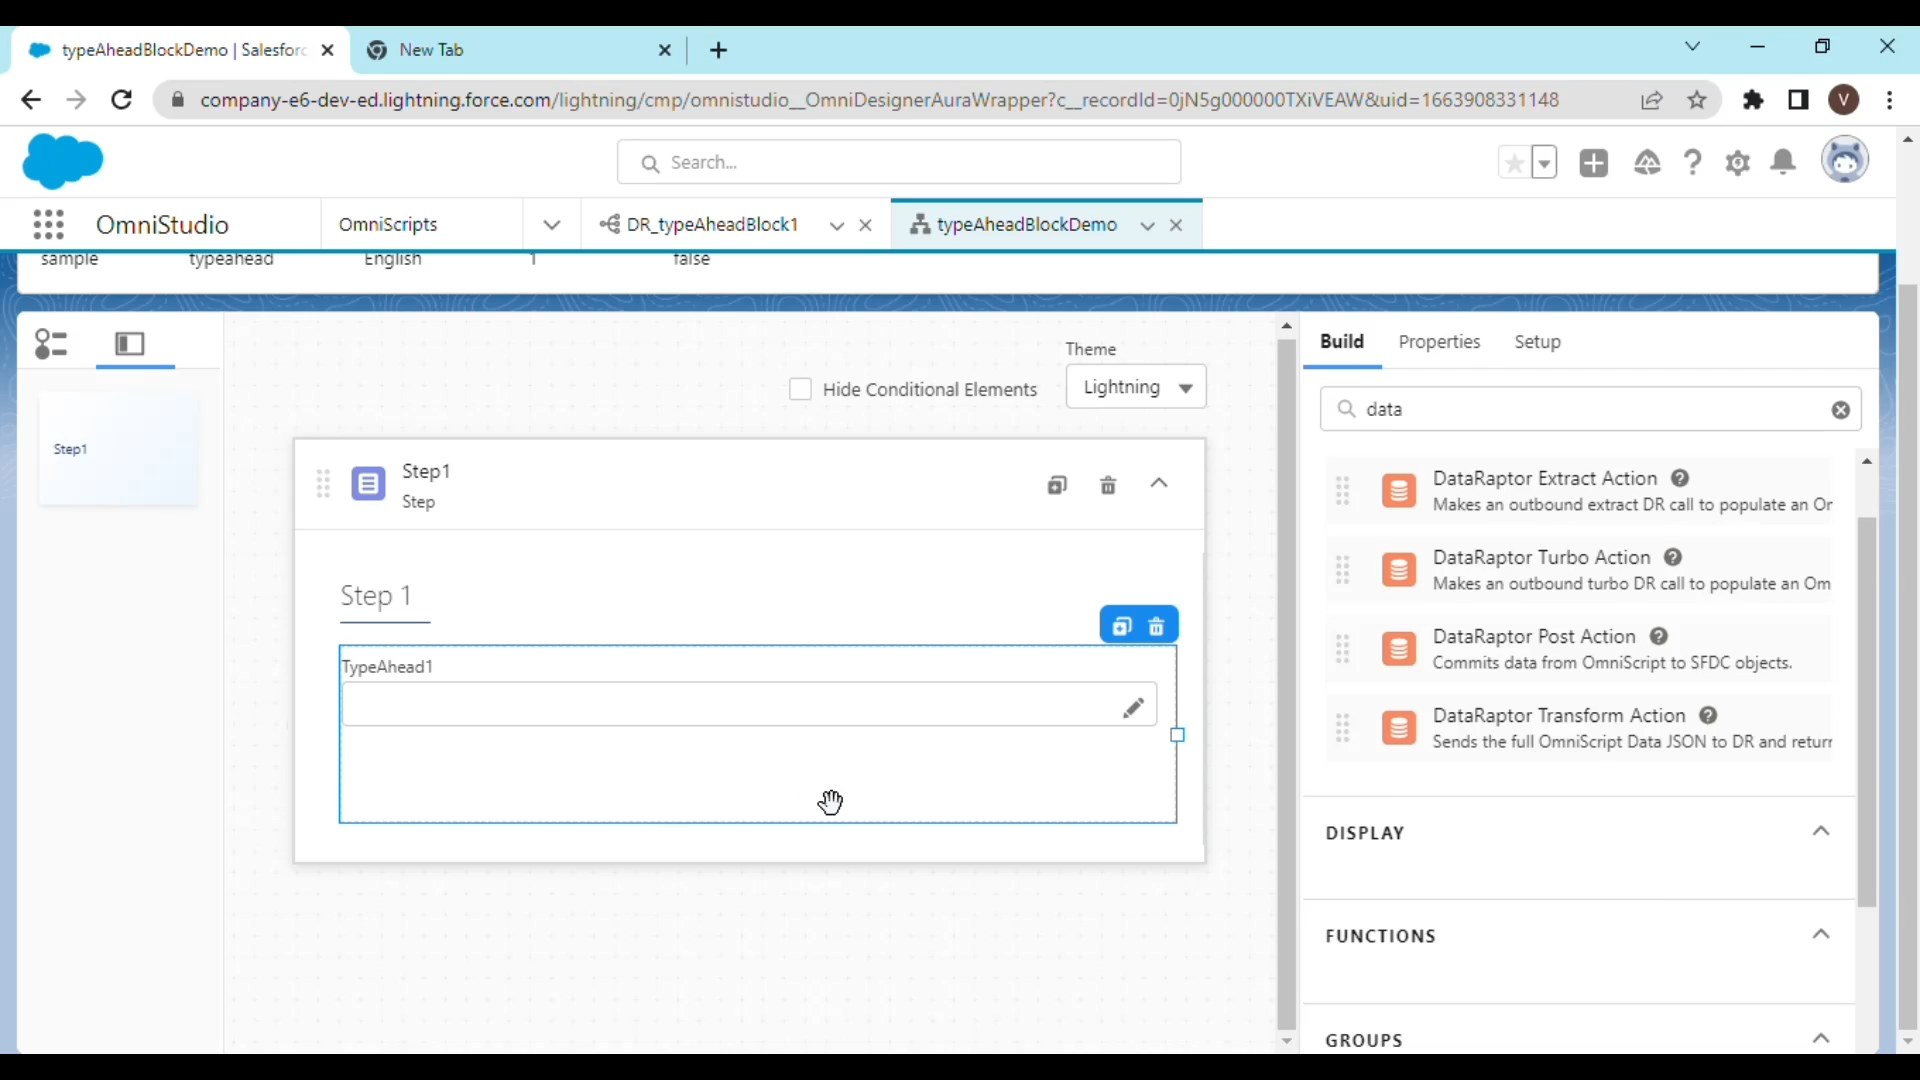 typeAheadBlockDemo | Salesforc
New Tab
company-e6-dev-ed.lightning.force.com/lightning/cmp/omnistudio__OmniDesignerAuraWrapper?c__recordId=0jN5g000000TXiVEAW&uid=1663908331148
V
Search...
OmniStudio
OmniScripts
DR_typeAheadBlock1
typeAheadBlockDemo
sample typeahead English 1 false
Build Properties Setup
Theme
Hide Conditional Elements
Lightning
data
Step1
Step1
Step
DataRaptor Extract Action
Makes an outbound extract DR call to populate an Or
DataRaptor Turbo Action
Makes an outbound turbo DR call to populate an Om
Step 1
DataRaptor Post Action
Commits data from OmniScript to SFDC objects.
TypeAhead1
DataRaptor Transform Action
Sends the full OmniScript Data JSON to DR and returr
DISPLAY
FUNCTIONS
GROUPS